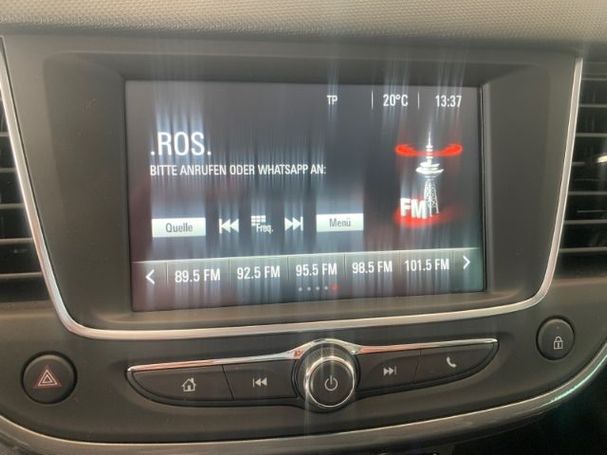 TP 20°C 13:37
.ROS.
BITTE ANRUFEN ODER WHATSAPP AN:
FM
Quelle Freq. Menü
89.5 FM 92.5 FM 95.5 FM 98.5 FM 101.5 FM